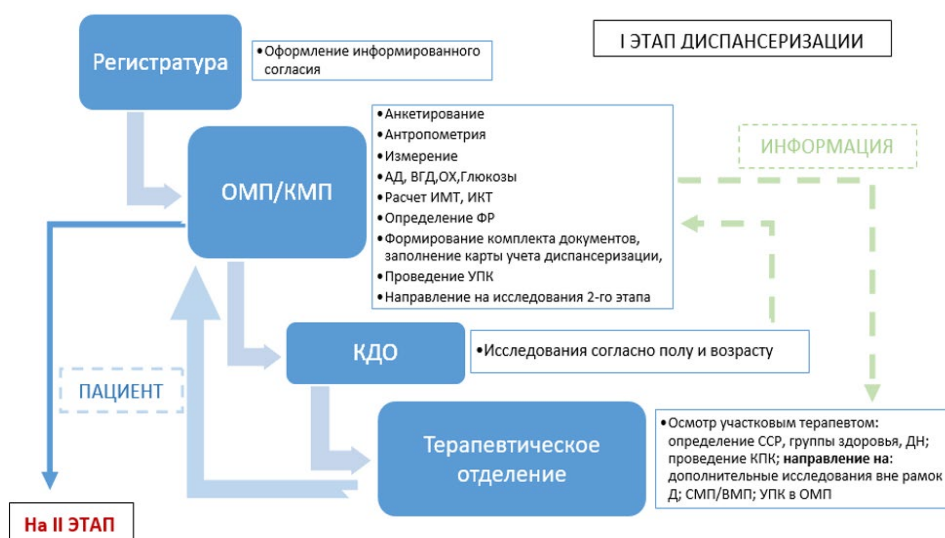 Регистратура
•Оформление информированного
согласия
I ЭТАП ДИСПАНСЕРИЗАЦИИ
ОМП/КМП
•Анкетирование
•Антропометрия
•Измерение
•АД, ВГД,ОХ,Глюкозы
•Расчет ИМТ, ИКТ
•Определение ФР
•Формирование комплекта документов,
заполнение карты учета диспансеризации,
•Проведение УПК
•Направление на исследования 2-го этапа
ИНФОРМАЦИЯ
КДО
•Исследования согласно полу и возрасту
ПАЦИЕНТ
Терапевтическое
отделение
•Осмотр участковым терапевтом:
определение ССР, группы здоровья, ДН;
проведение КПК; направление на:
дополнительные исследования вне рамок
Д; СМП/ВМП; УПК в ОМП
На II ЭТАП